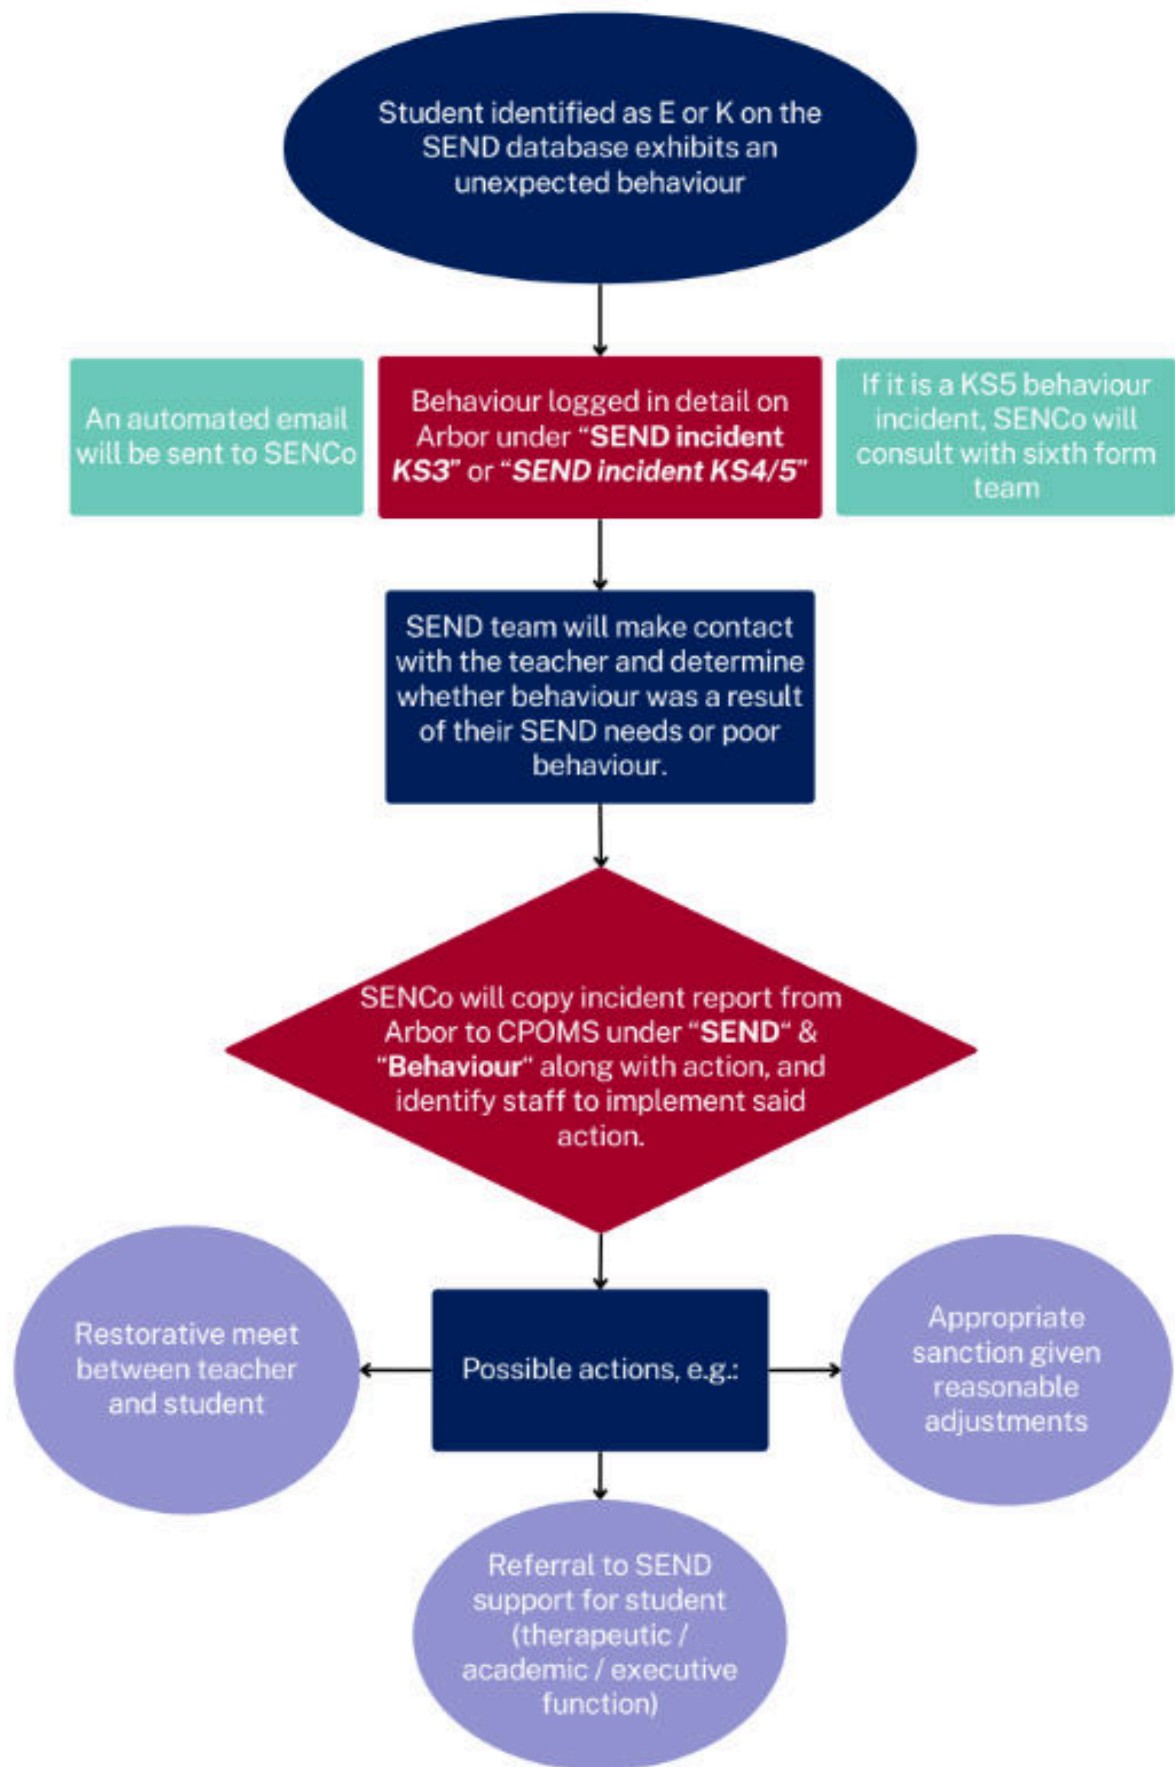 Student identified as E or K on the
SEND database exhibits an
unexpected behaviour
An automated email
will be sent to SENCo
Behaviour logged in detail on
Arbor under “SEND incident
KS3” or “SEND incident KS4/5”
If it is a KS5 behaviour
incident, SENCo will
consult with sixth form
team
SEND team will make contact
with the teacher and determine
whether behaviour was a result
of their SEND needs or poor
behaviour.
SENCo will copy incident report from
Arbor to CPOMS under “SEND“ &
“Behaviour“ along with action, and
identify staff to implement said
action.
Restorative meet
between teacher
and student
Possible actions, e.g.:
Appropriate
sanction given
reasonable
adjustments
Referral to SEND
support for student
(therapeutic /
academic / executive
function)